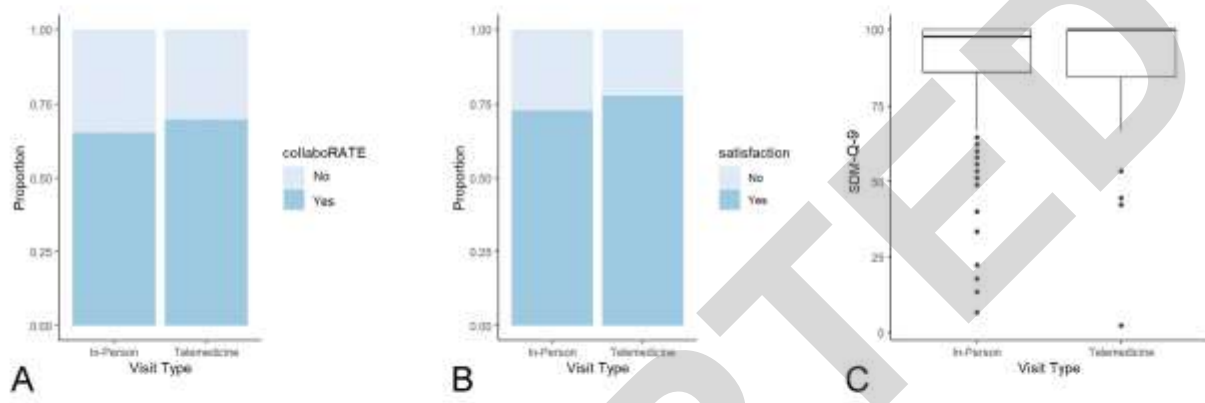 1.00
0.75
0.50
0.25
0.00
Proportion
In-Person
Telemedicine
Visit Type
collaboRATE
No
Yes
A
1.00
0.75
0.50
0.25
0.00
Proportion
In-Person
Telemedicine
Visit Type
satisfaction
No
Yes
B
100
75
50
25
0
SDM-Q-9
In-Person
Telemedicine
Visit Type
C
PTED